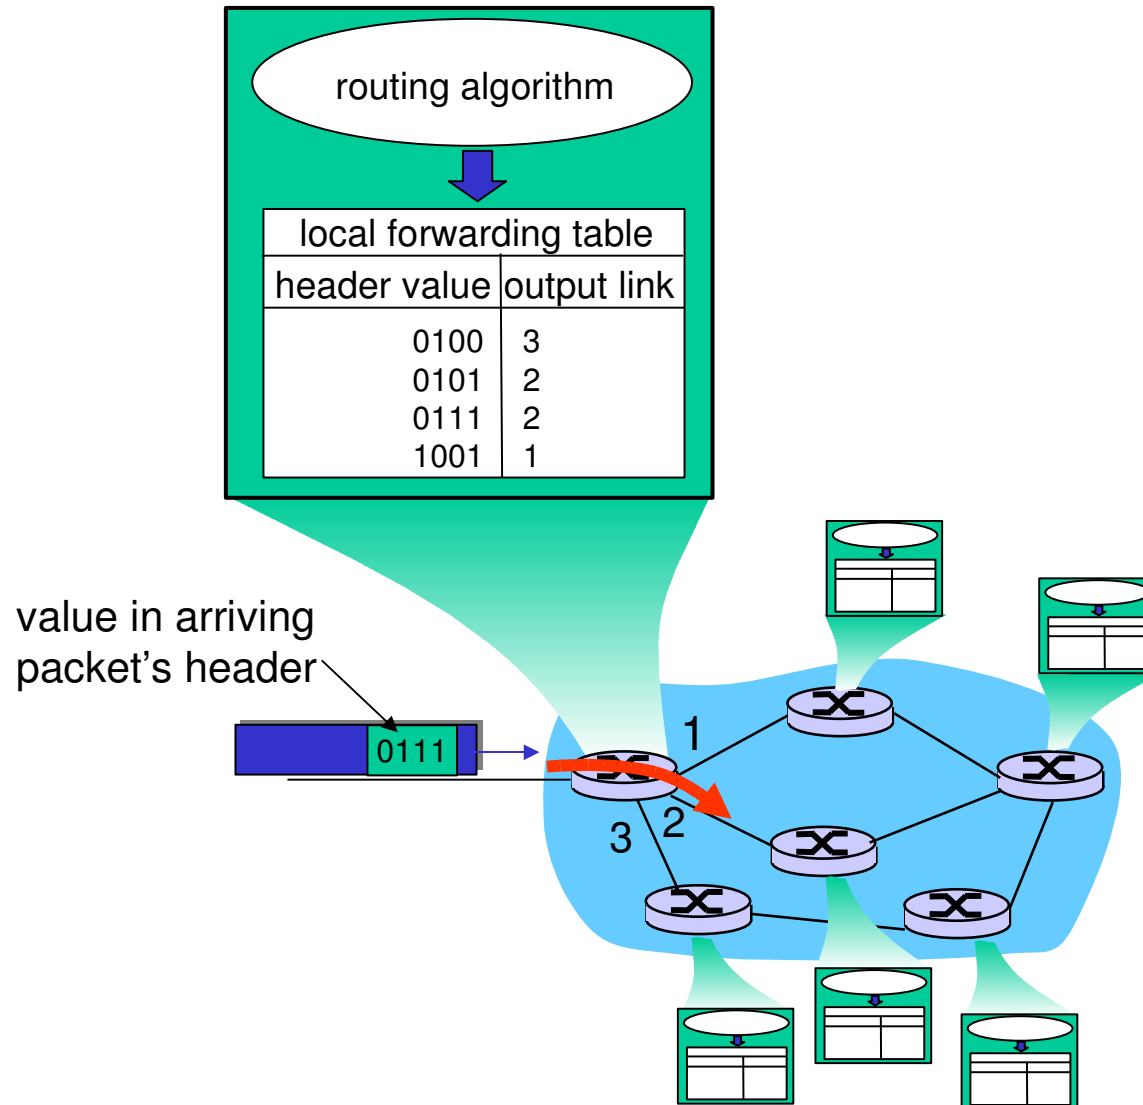 routing algorithm
local forwarding table
header value output link
0100 3
0101 2
0111 2
1001 1
value in arriving
packet's header
0111
1
2
3